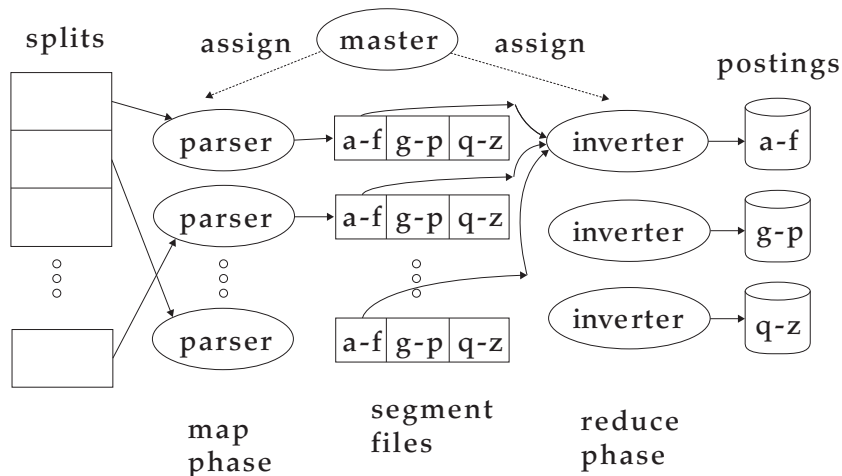 splits
assign
master
assign
postings
parser
a-f g-p q-z
inverter
a-f
parser
a-f g-p q-z
inverter
g-p
parser
a-f g-p q-z
inverter
q-z
map
phase
segment
files
reduce
phase